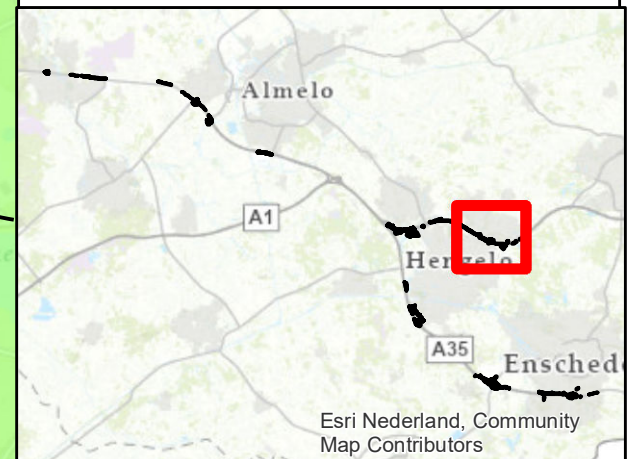 Almelo
A1
Hengelo
A35
Enschede
Esri Nederland, Community
Map Contributors